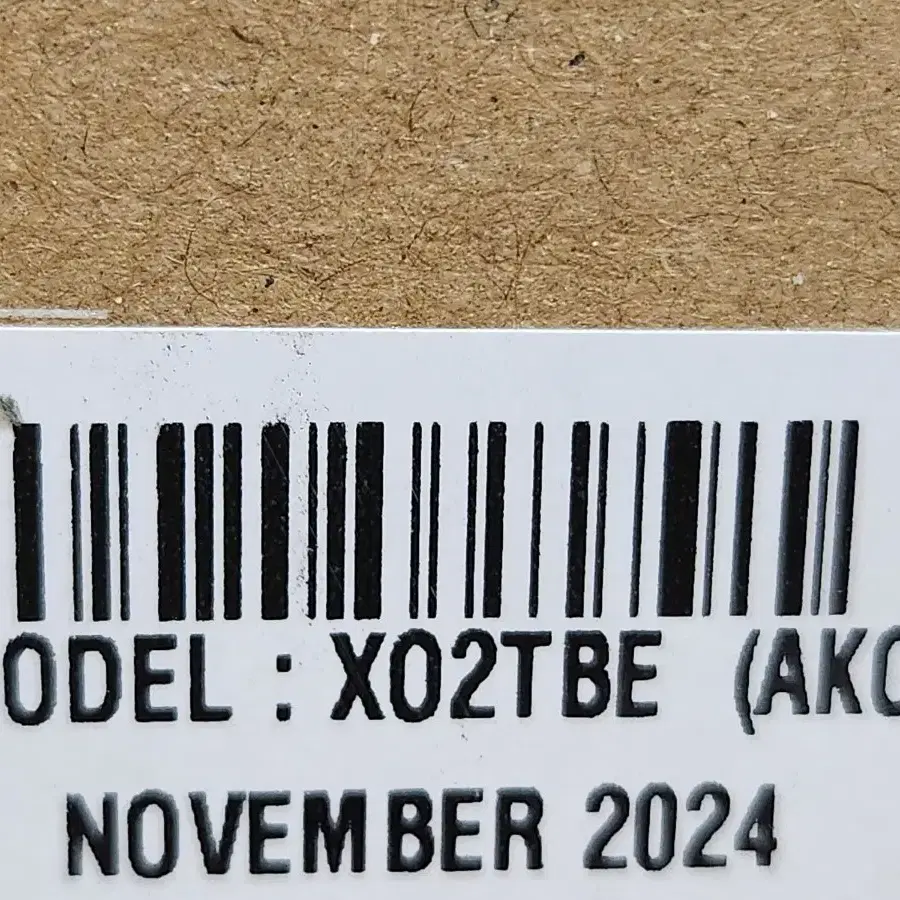 ODEL : X02TBE (AK
NOVEMBER 2024